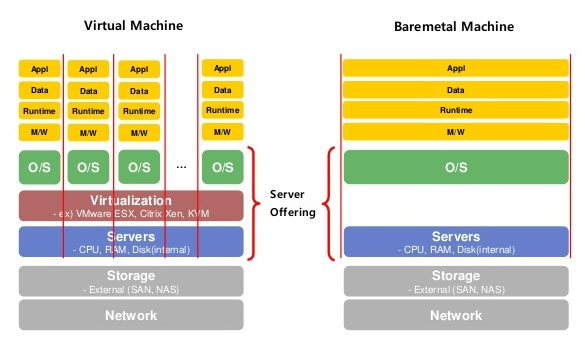 Virtual Machine
Baremetal Machine
Appl Appl Appl Appl
Data Data Data Data
Runtime Runtime Runtime Runtime
M/W M/W M/W M/W
O/S O/S O/S ... O/S
Virtualization
- ex) VMware ESX, Citrix Xen, KVM
Servers
- CPU, RAM, Disk(internal)
Storage
- External (SAN, NAS)
Network
Server
Offering
Appl
Data
Runtime
M/W
O/S
Servers
- CPU, RAM, Disk(internal)
Storage
- External (SAN, NAS)
Network